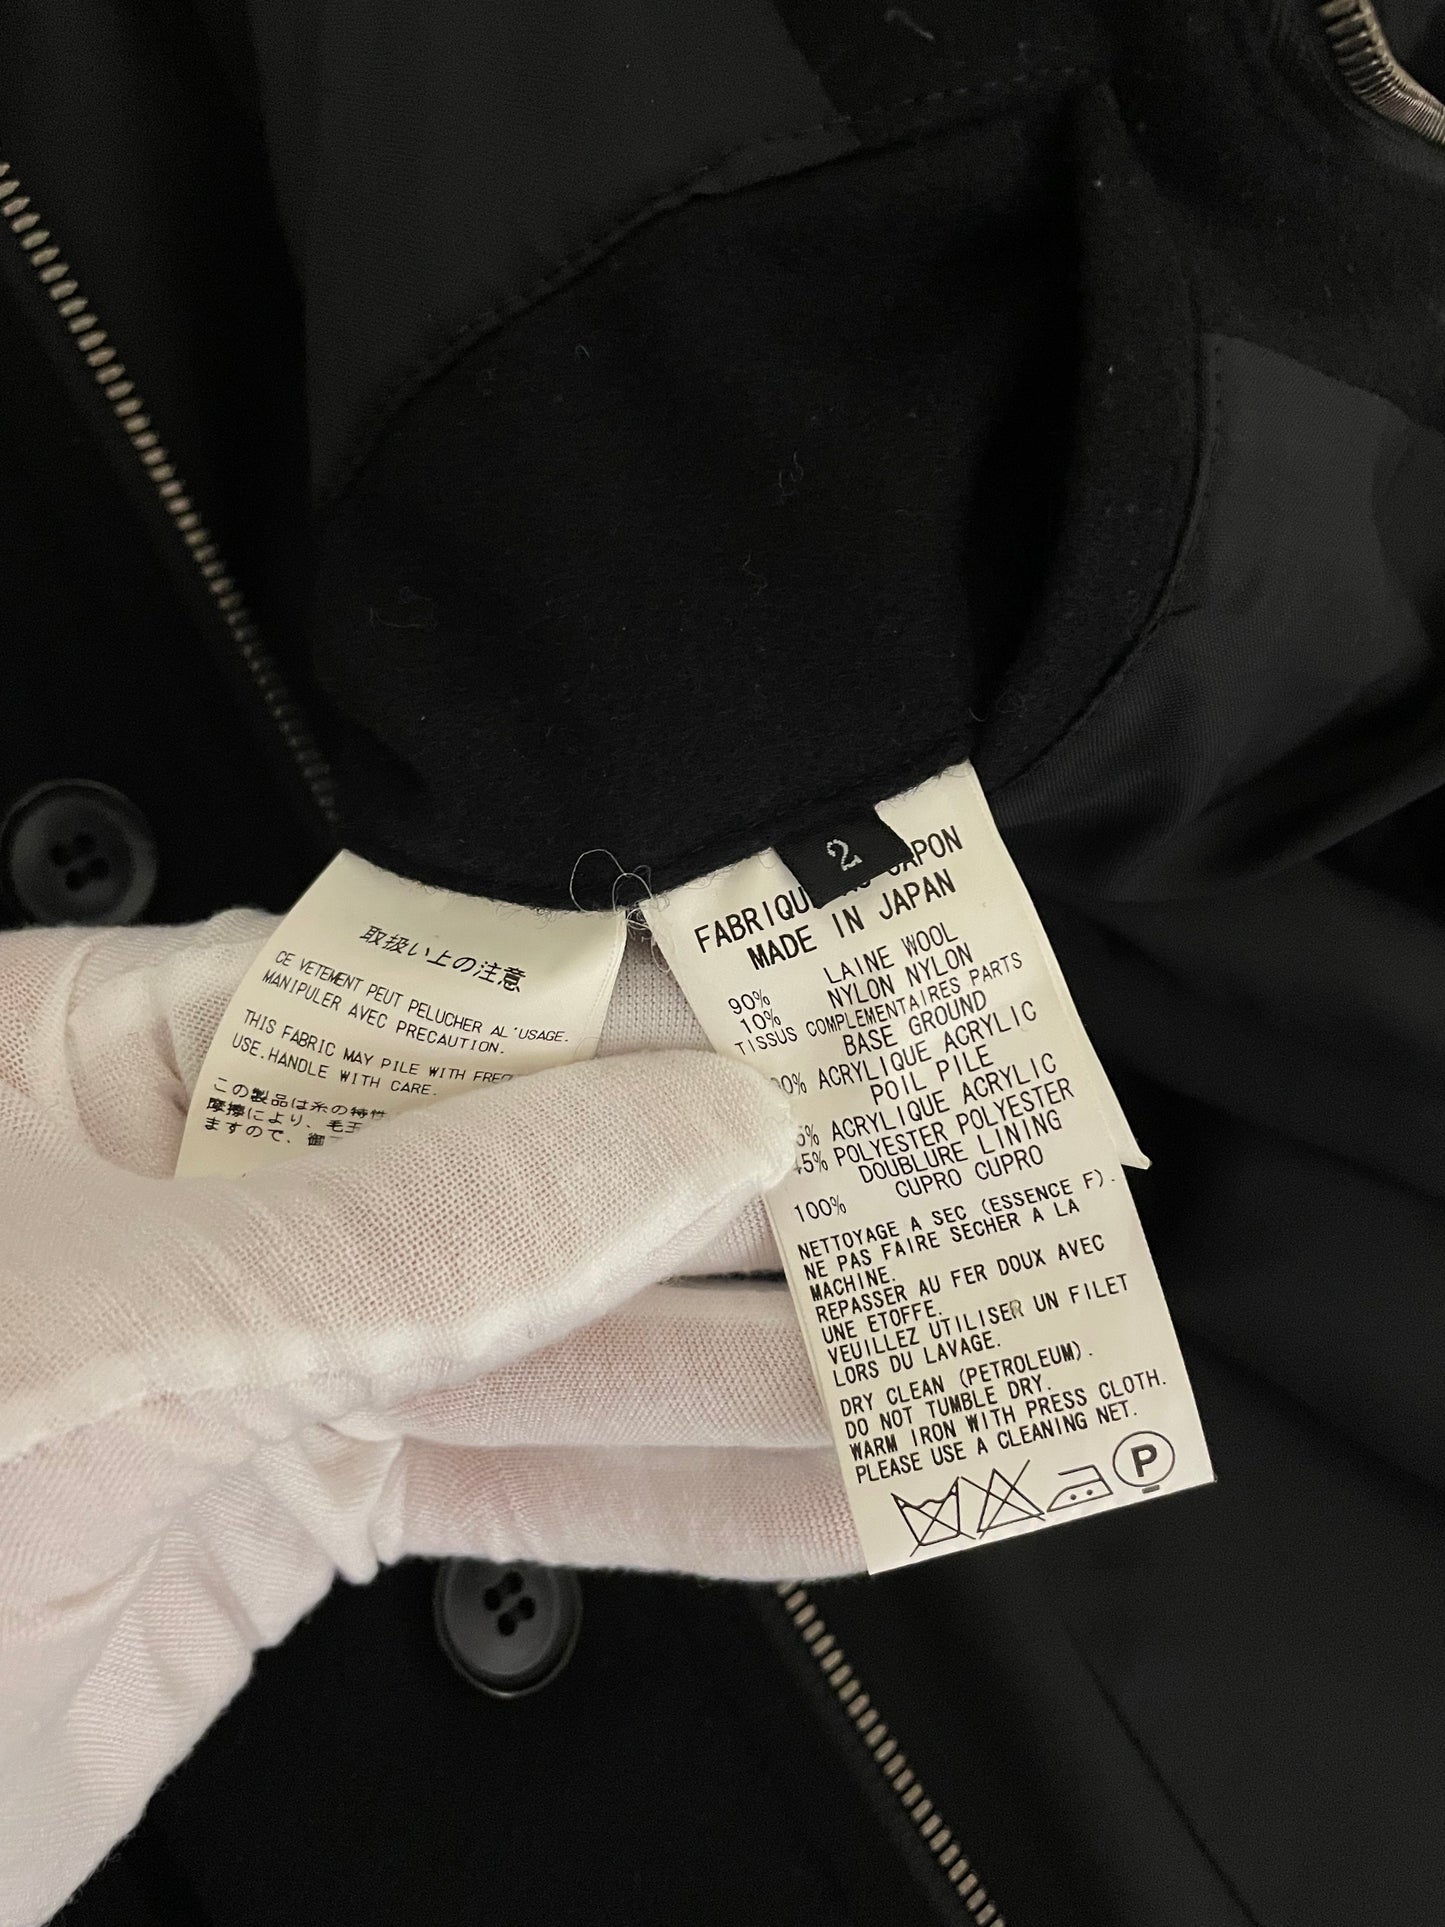 取扱い上の注意
CE VETEMENT PEUT PELUCHER AL'USAGE.
MANIPULER AVEC PRECAUTION.
THIS FABRIC MAY PILE WITH
USE.HANDLE WITH CARE.
この製品は糸の特性
摩擦により、毛玉
ますので、御
2
FABRIQU JAPON
MADE IN JAPAN
LAINE WOOL
90% NYLON NYLON
10%
TISSUS COMPLEMENTAIRES PARTS
BASE GROUND
ACRYLIQUE ACRYLIC
POIL PILE
ACRYLIQUE ACRYLIC
45% POLYESTER POLYESTER
DOUBLURE LINING
100% CUPRO CUPRO
NETTOYAGE A SEC (ESSENCE F).
NE PAS FAIRE SECHER A LA
MACHINE.
REPASSER AU FER DOUX AVEC
UNE ETOFFE.
VEUILLEZ UTILISER UN FILET
LORS DU LAVAGE.
DRY CLEAN (PETROLEUM).
DO NOT TUMBLE DRY.
WARM IRON WITH PRESS CLOTH.
PLEASE USE A CLEANING NET.
P